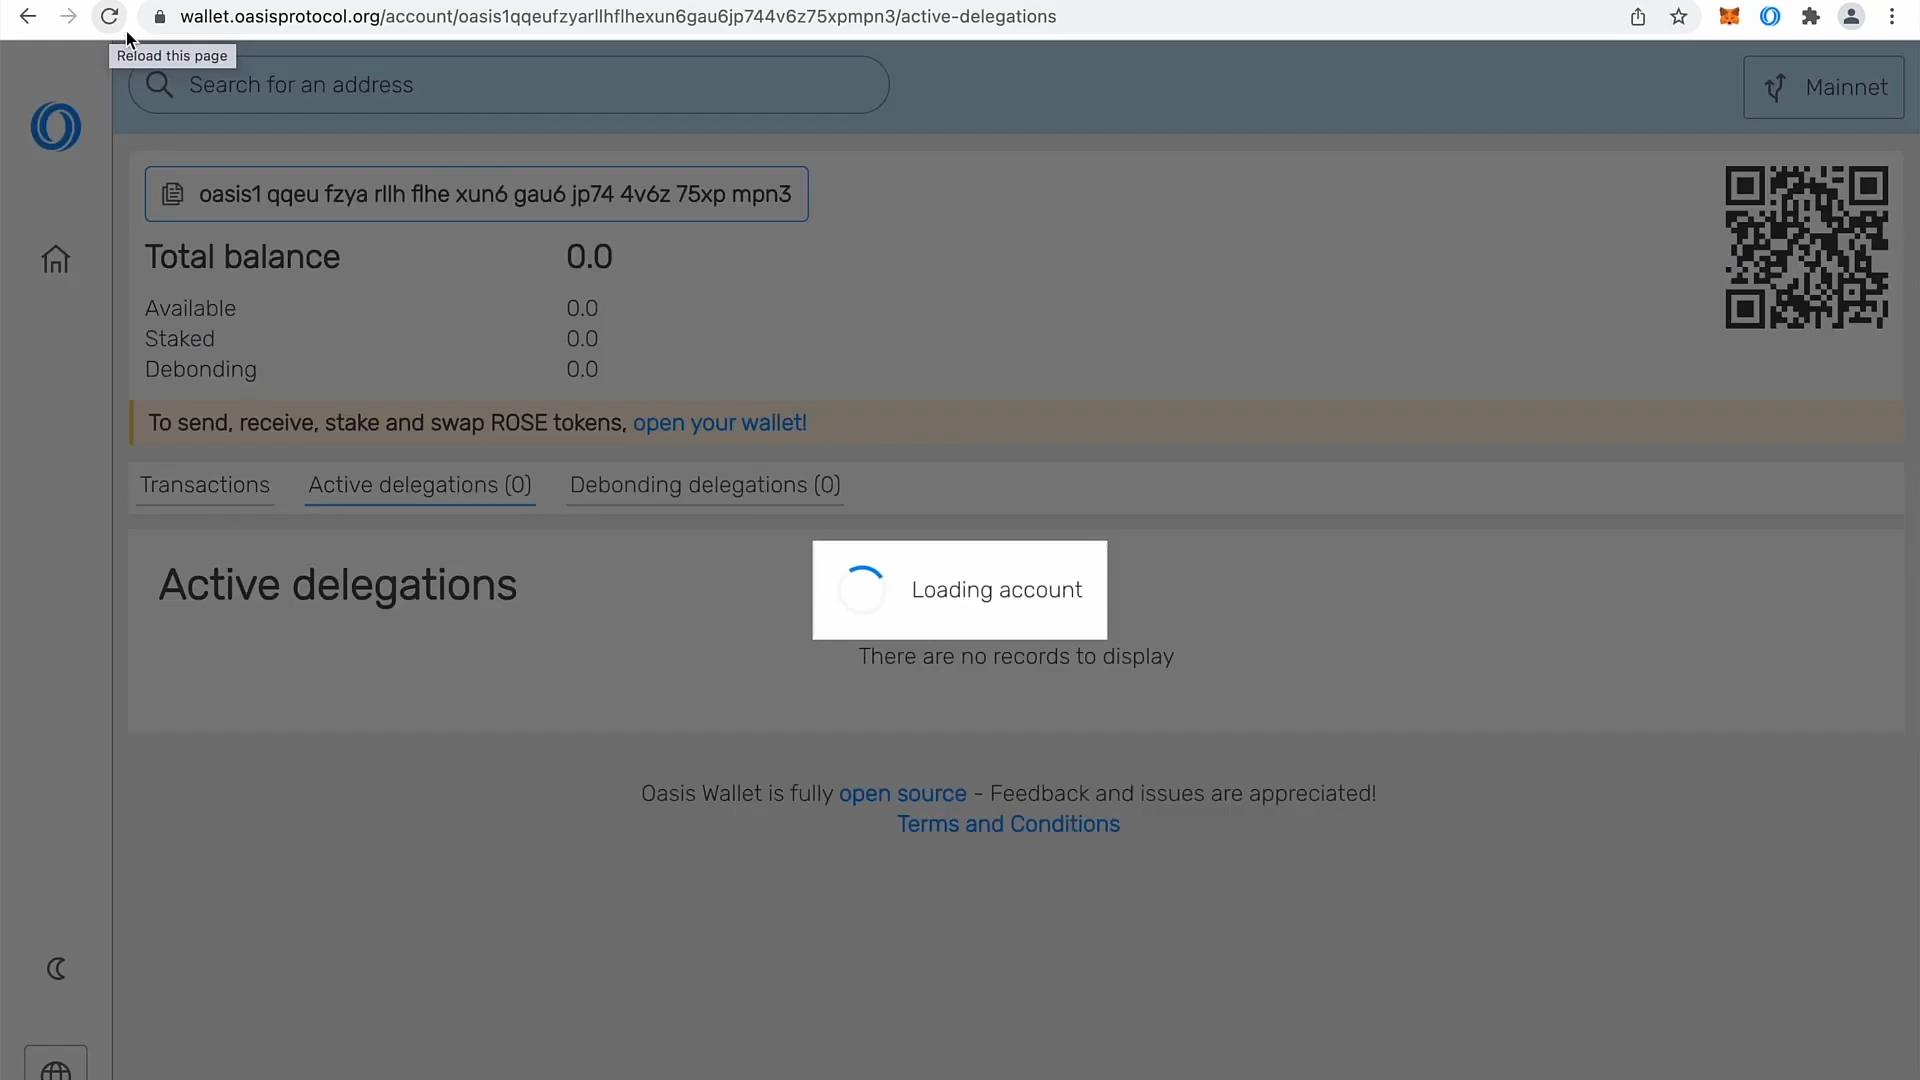 wallet.oasisprotocol.org/account/oasis1qqeufzyarllhflhexun6gau6jp744v6z75xpmpn3/active-delegations
Reload this page
Search for an address
Mainnet
oasis1 qqeu fzya rllh flhe xun6 gau6 jp74 4v6z 75xp mpn3
Total balance 0.0
Available 0.0
Staked 0.0
Debonding 0.0
To send, receive, stake and swap ROSE tokens, open your wallet!
Transactions Active delegations (0) Debonding delegations (0)
Active delegations
Loading account
There are no records to display
Oasis Wallet is fully open source - Feedback and issues are appreciated!
Terms and Conditions